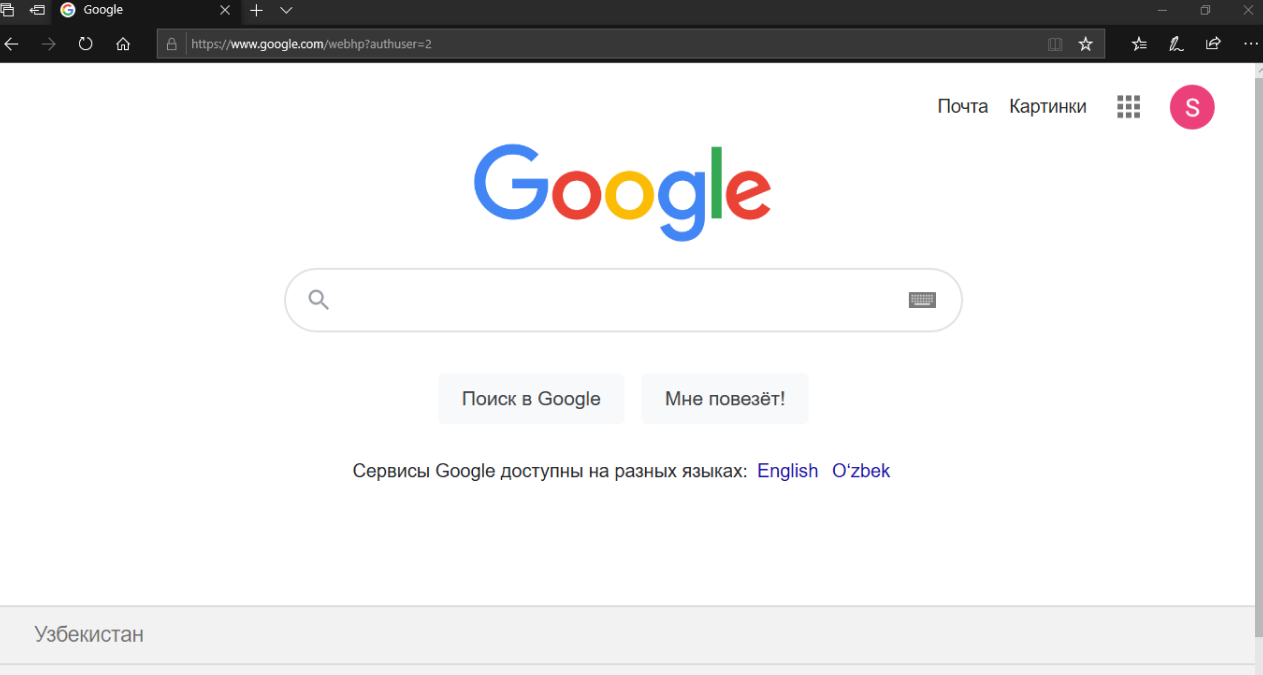 Google
https://www.google.com/webhp?authuser=2
Почта Картинки S
Google
Поиск в Google Мне повезёт!
Сервисы Google доступны на разных языках: English Oʻzbek
Узбекистан